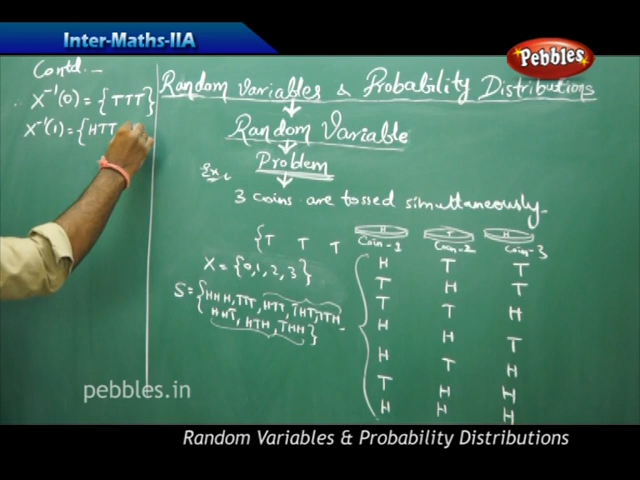 Inter-Maths-IIA
Pebbles
Contd.-
X⁻¹(0) = {TTT}
X⁻¹(1) = {HTT
Random Variables & Probability Distributions
Random Variable
Problem
Ex.
3 coins are tossed simultaneously.
{T T T
H T H
Coin-1 Coin-2 Coin-3
X = {0,1,2,3}
S = {HHH,TTT,HTT,THT,TTH
HHT, HTH, THH}
H T T
T H T
T T H
H H T
H T H
T H H
H H H
pebbles.in
Random Variables & Probability Distributions